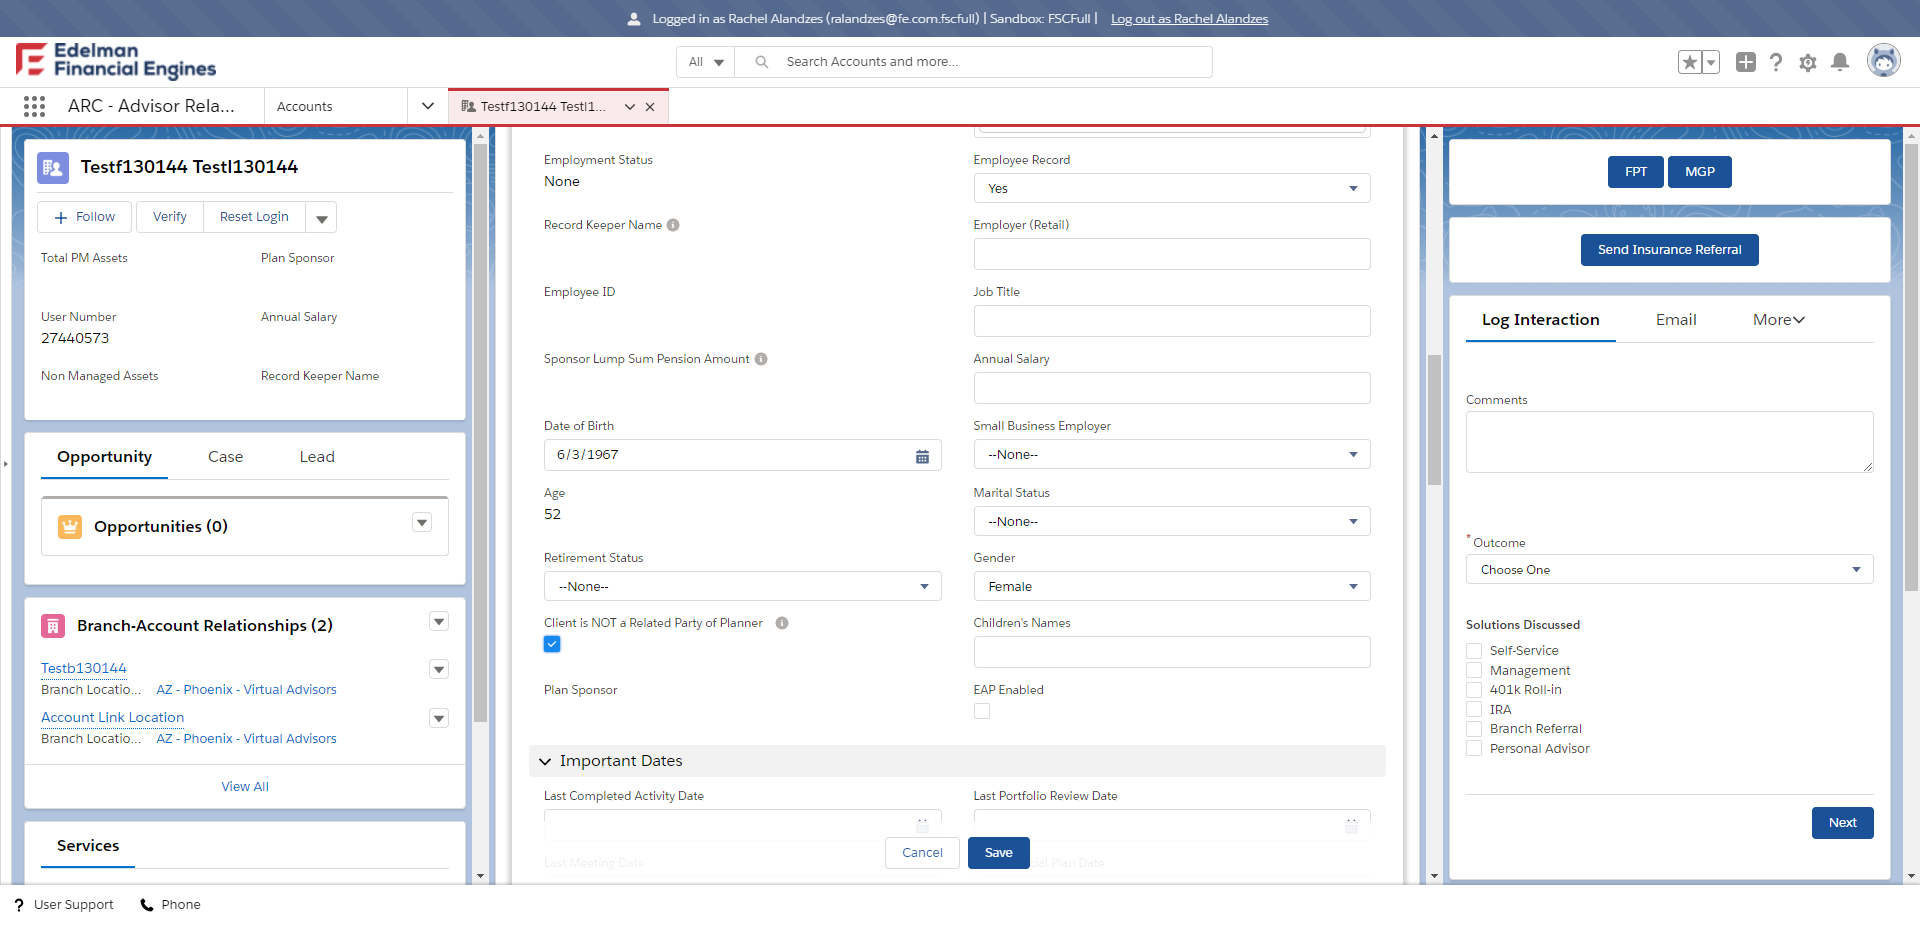 Logged in as Rachel Alandzes (ralandzes@fe.com.fscfull) | Sandbox: FSCFull | Log out as Rachel Alandzes
Edelman
Financial Engines
All
Search Accounts and more...
ARC - Advisor Rela...
Accounts
Testf130144 Testl1...
Testf130144 Testl130144
Follow
Verify
Reset Login
Total PM Assets
Plan Sponsor
User Number
Annual Salary
27440573
Non Managed Assets
Record Keeper Name
Opportunity
Case
Lead
Opportunities (0)
Branch-Account Relationships (2)
Testb130144
Branch Locatio... AZ - Phoenix - Virtual Advisors
Account Link Location
Branch Locatio... AZ - Phoenix - Virtual Advisors
View All
Services
Employment Status
None
Employee Record
Yes
Record Keeper Name
Employer (Retail)
Employee ID
Job Title
Sponsor Lump Sum Pension Amount
Annual Salary
Date of Birth
6/3/1967
Small Business Employer
--None--
Age
52
Marital Status
--None--
Retirement Status
--None--
Gender
Female
Client is NOT a Related Party of Planner
Children's Names
Plan Sponsor
EAP Enabled
Important Dates
Last Completed Activity Date
Last Portfolio Review Date
Last Meeting Date
Plan Date
Cancel
Save
FPT
MGP
Send Insurance Referral
Log Interaction
Email
More
Comments
* Outcome
Choose One
Solutions Discussed
Self-Service
Management
401k Roll-in
IRA
Branch Referral
Personal Advisor
Next
User Support
Phone